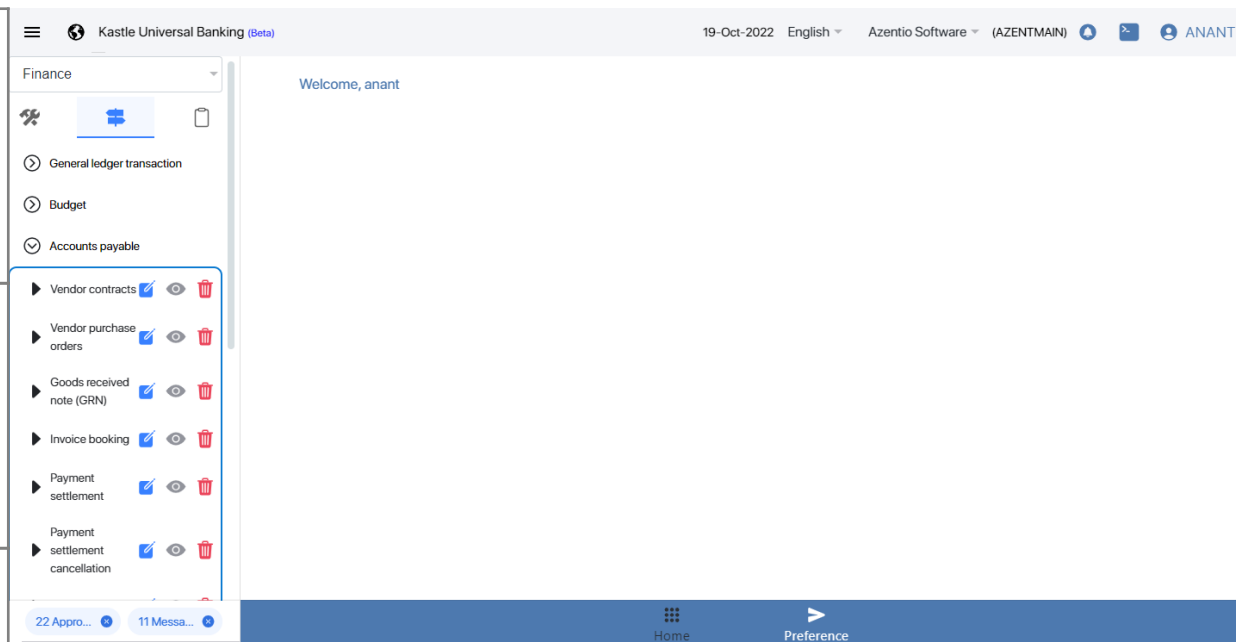 Kastle Universal Banking (Beta)
19-Oct-2022 English Azentio Software (AZENTMAIN) ANANT
Finance
Welcome, anant
General ledger transaction
Budget
Accounts payable
Vendor contracts
Vendor purchase
orders
Goods received
note (GRN)
Invoice booking
Payment
settlement
Payment
settlement
cancellation
22 Appro... 11 Messa...
Home Preference